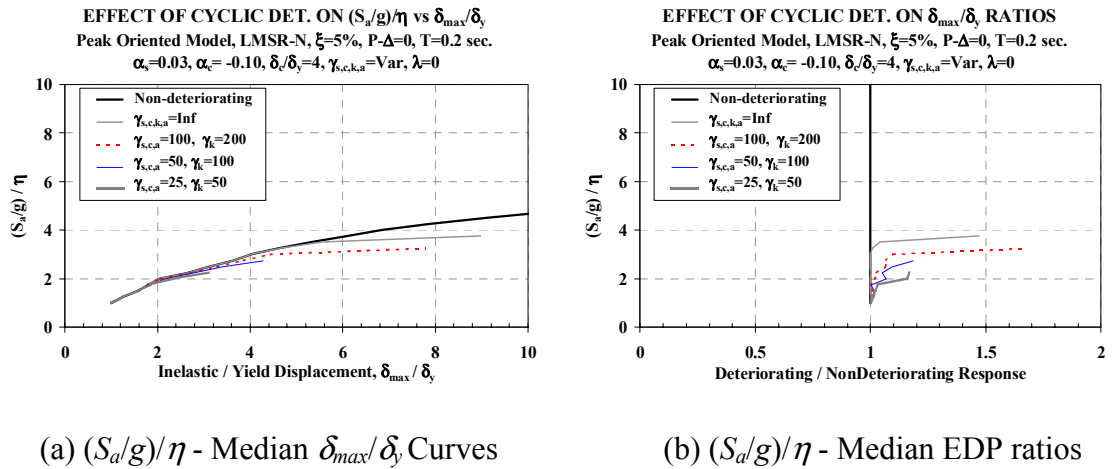 EFFECT OF CYCLIC DET. ON (Sₐ/g)/η vs δmax/δy
Peak Oriented Model, LMSR-N, ξ=5%, P-Δ=0, T=0.2 sec.
αs=0.03, αc= -0.10, δc/δy=4, γs,c,k,a=Var, λ=0
10
8
6
4
2
0
(Sₐ/g) / η
Non-deteriorating
γs,c,k,a=Inf
γs,c,a=100, γk=200
γs,c,a=50, γk=100
γs,c,a=25, γk=50
0 2 4 6 8 10
Inelastic / Yield Displacement, δmax / δy
(a) (Sₐ/g)/η - Median δmax/δy Curves
EFFECT OF CYCLIC DET. ON δmax/δy RATIOS
Peak Oriented Model, LMSR-N, ξ=5%, P-Δ=0, T=0.2 sec.
αs=0.03, αc= -0.10, δc/δy=4, γs,c,k,a=Var, λ=0
10
8
6
4
2
0
(Sₐ/g) / η
Non-deteriorating
γs,c,k,a=Inf
γs,c,a=100, γk=200
γs,c,a=50, γk=100
γs,c,a=25, γk=50
0 0.5 1 1.5 2
Deteriorating / NonDeteriorating Response
(b) (Sₐ/g)/η - Median EDP ratios